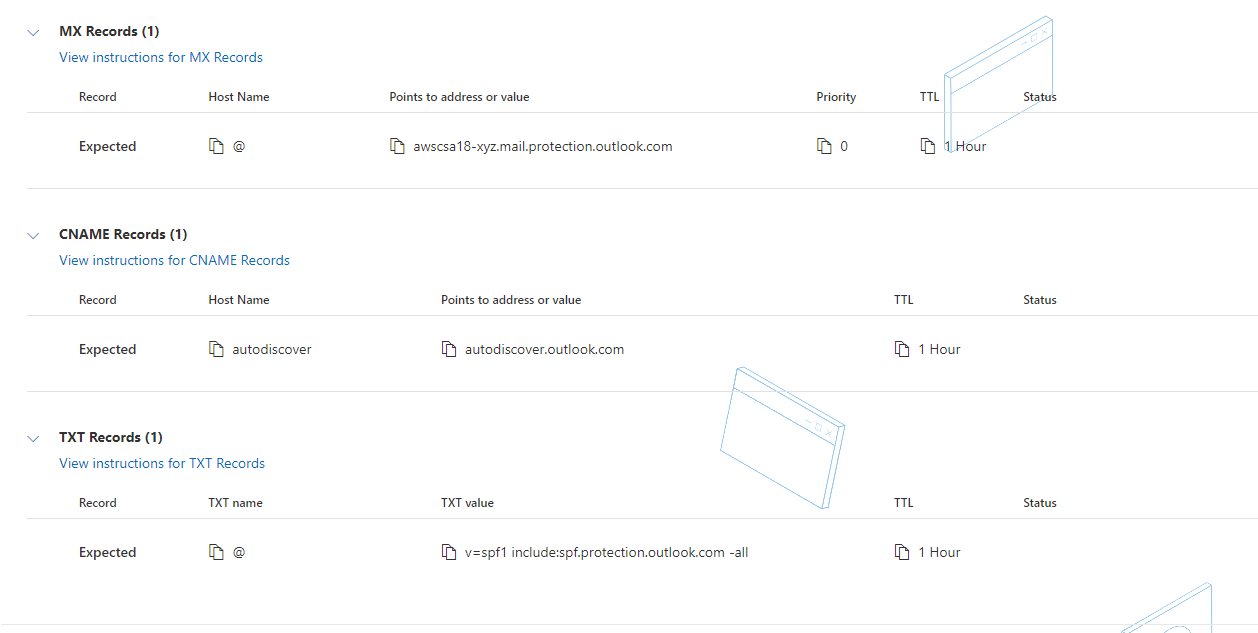 MX Records (1)
View instructions for MX Records
Record Host Name Points to address or value Priority TTL Status
Expected @ awscsa18-xyz.mail.protection.outlook.com 0 1 Hour
CNAME Records (1)
View instructions for CNAME Records
Record Host Name Points to address or value TTL Status
Expected autodiscover autodiscover.outlook.com 1 Hour
TXT Records (1)
View instructions for TXT Records
Record TXT name TXT value TTL Status
Expected @ v=spf1 include:spf.protection.outlook.com -all 1 Hour